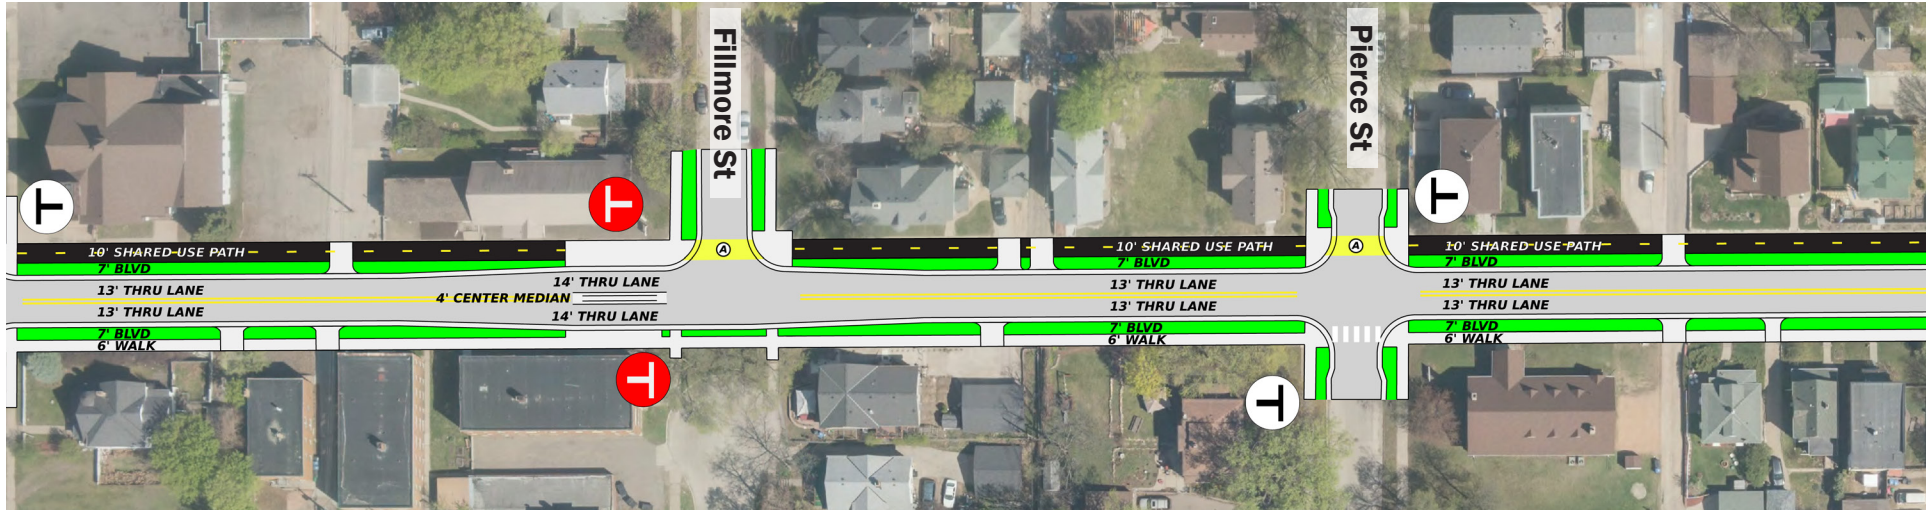 Fillmore St
Pierce St
T
T
T
A
A
10' SHARED USE PATH
10' SHARED USE PATH
10' SHARED USE PATH
7' BLVD
7' BLVD
7' BLVD
14' THRU LANE
13' THRU LANE
13' THRU LANE
13' THRU LANE
4' CENTER MEDIAN
13' THRU LANE
14' THRU LANE
13' THRU LANE
13' THRU LANE
7' BLVD
7' BLVD
7' BLVD
6' WALK
6' WALK
6' WALK
T
T